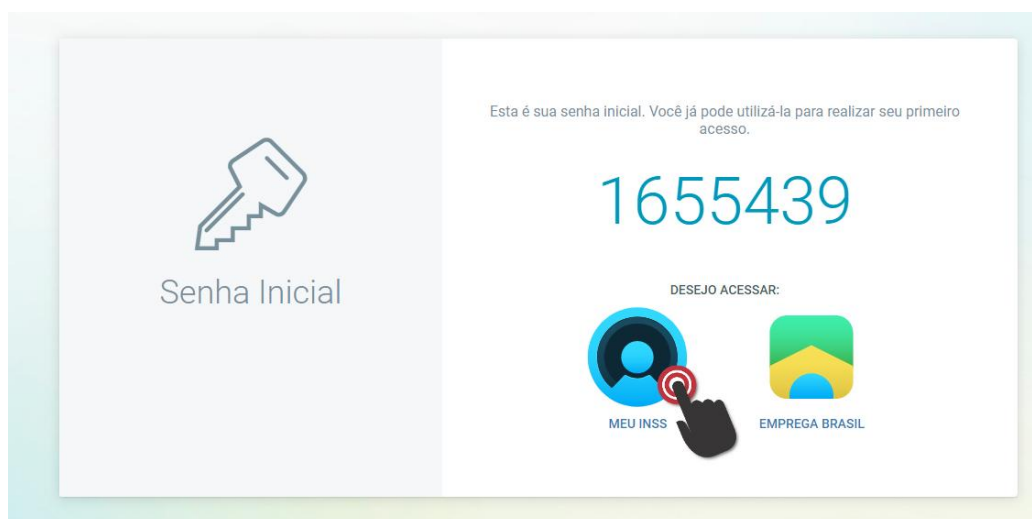 Senha Inicial
Esta é sua senha inicial. Você já pode utilizá-la para realizar seu primeiro
acesso.
1655439
DESEJO ACESSAR:
MEU INSS
EMPREGA BRASIL